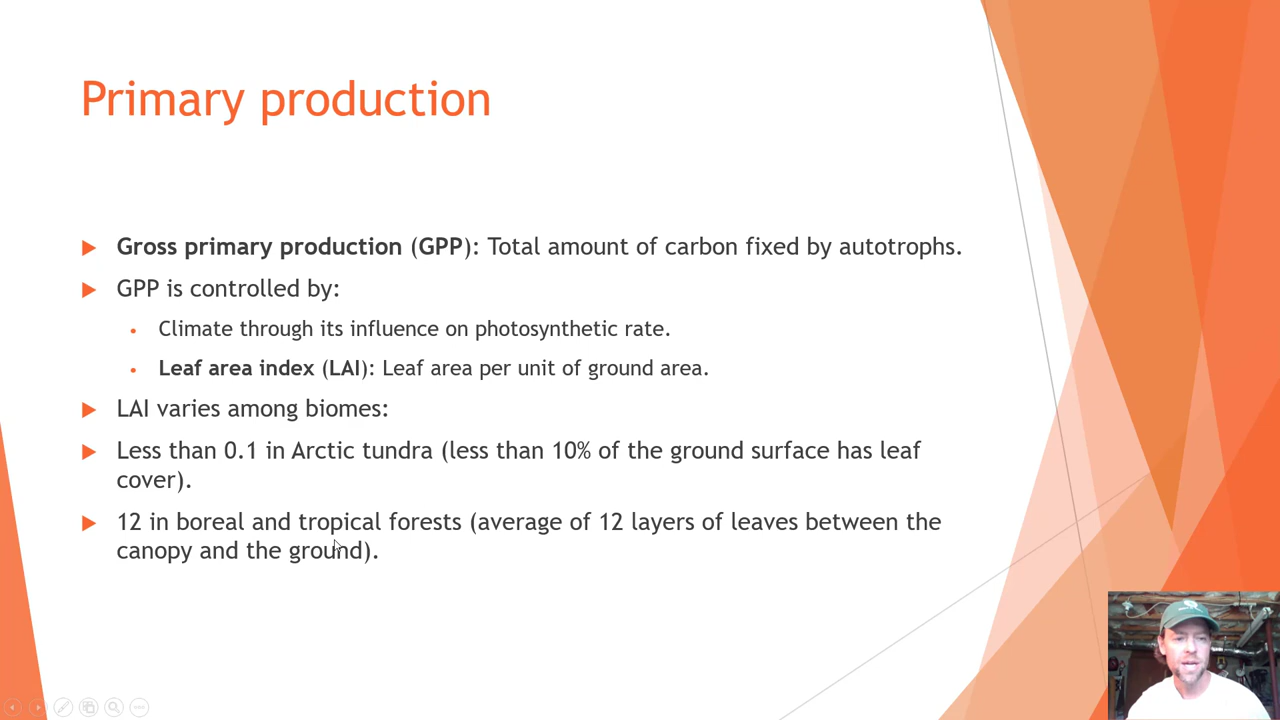 Primary production
Gross primary production (GPP): Total amount of carbon fixed by autotrophs.
GPP is controlled by:
Climate through its influence on photosynthetic rate.
Leaf area index (LAI): Leaf area per unit of ground area.
LAI varies among biomes:
Less than 0.1 in Arctic tundra (less than 10% of the ground surface has leaf
cover).
12 in boreal and tropical forests (average of 12 layers of leaves between the
canopy and the ground).